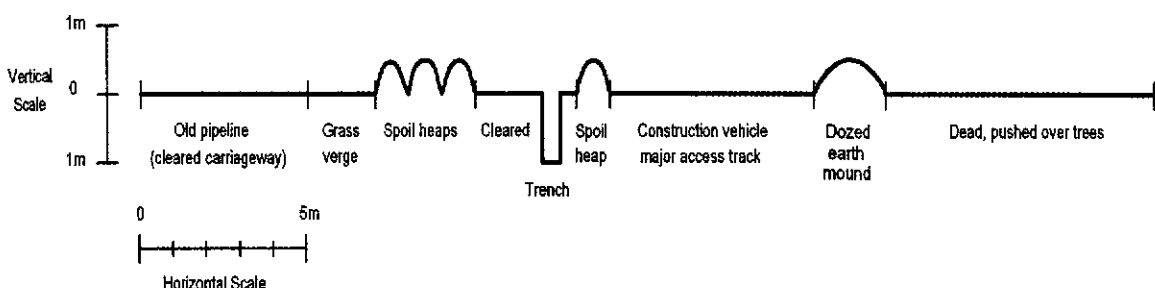 1m
Vertical
Scale
0
1m
Old pipeline
(cleared carriageway)
Grass
verge
Spoil heaps
Cleared
Trench
Spoil
heap
Construction vehicle
major access track
Dozed
earth
mound
Dead, pushed over trees
0 5m
Horizontal Scale